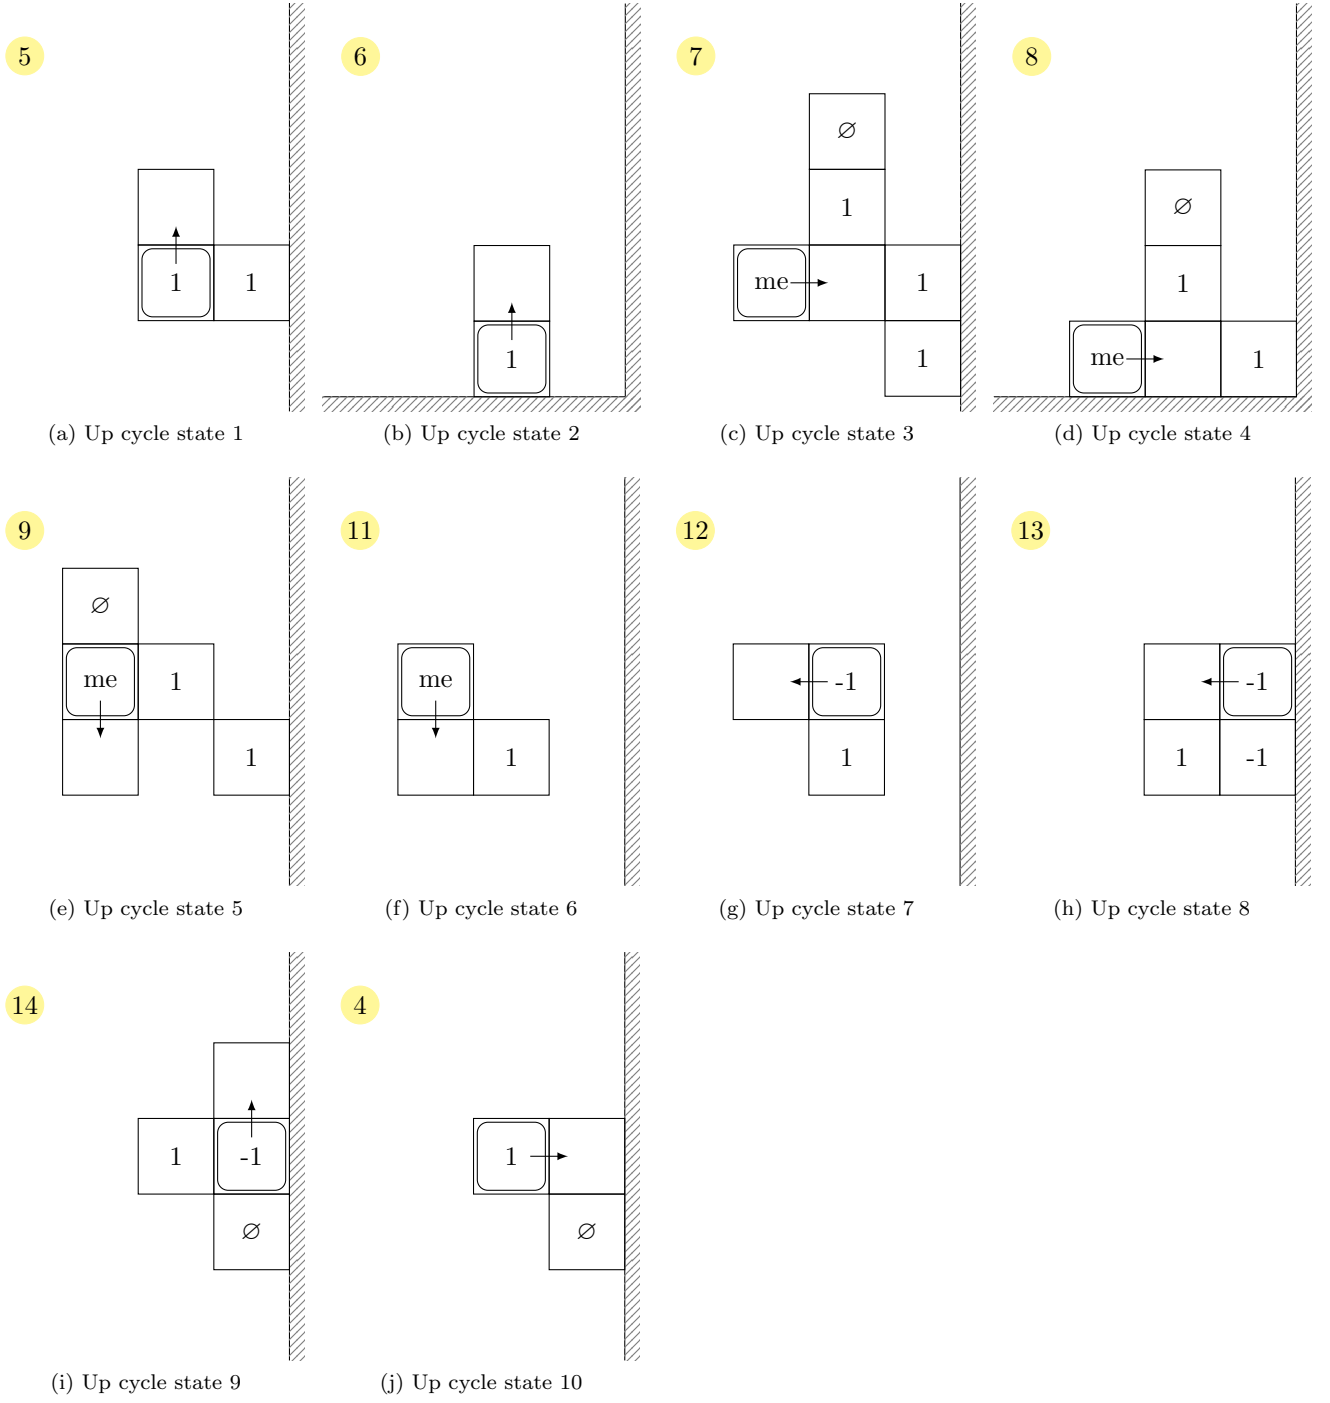 5 6 7 8
∅
∅
1
1
1 1 me 1
1 me 1
1
(a) Up cycle state 1 (b) Up cycle state 2 (c) Up cycle state 3 (d) Up cycle state 4
9 11 12 13
∅
me 1 me -1 -1
1 1 1 1 -1
(e) Up cycle state 5 (f) Up cycle state 6 (g) Up cycle state 7 (h) Up cycle state 8
14 4
1 -1 1
∅ ∅
(i) Up cycle state 9 (j) Up cycle state 10